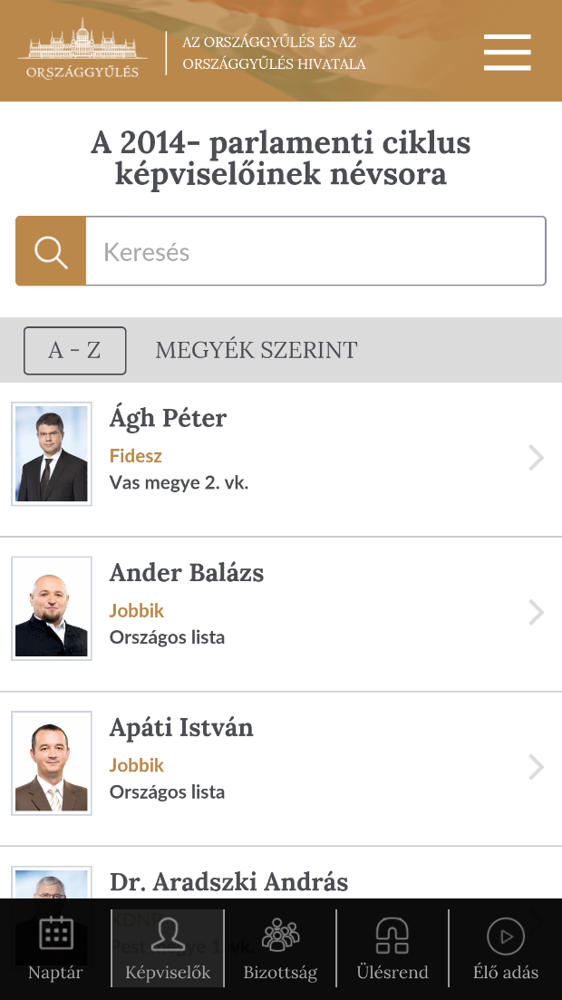 ORSZÁGGYŰLÉS
AZ ORSZÁGGYŰLÉS ÉS AZ
ORSZÁGGYŰLÉS HIVATALA
A 2014- parlamenti ciklus
képviselőinek névsora
Keresés
A - Z
MEGYÉK SZERINT
Ágh Péter
Fidesz
Vas megye 2. vk.
Ander Balázs
Jobbik
Országos lista
Apáti István
Jobbik
Országos lista
Dr. Aradszki András
KDNP
Pest megye 1. vk.
Naptár
Képviselők
Bizottság
Ülésrend
Élő adás